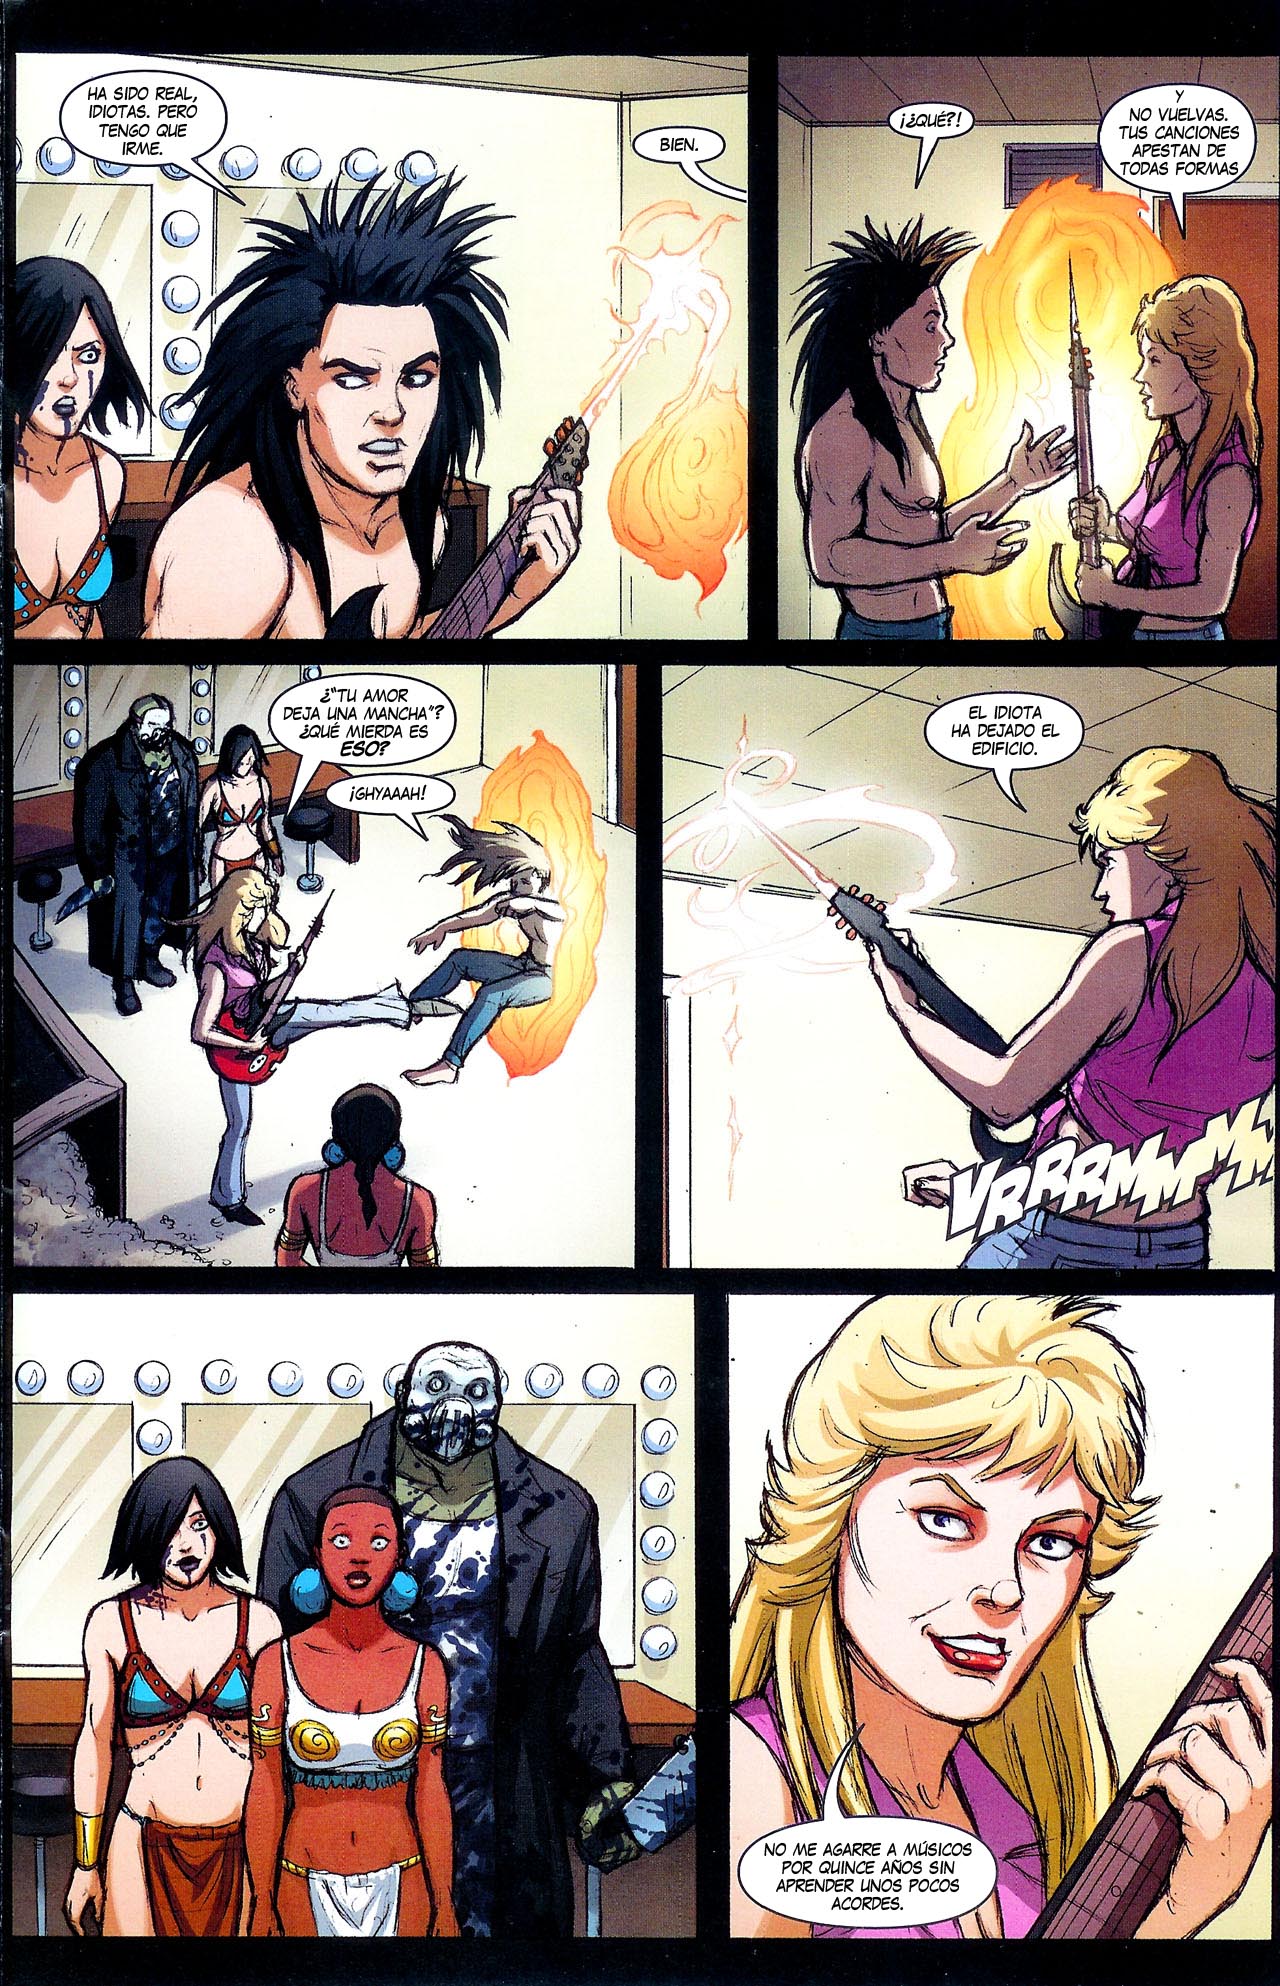 HA SIDO REAL,
IDIOTAS. PERO
TENGO QUE
IRME.
BIEN.
¡¿QUÉ?!
Y
NO VUELVAS.
TUS CANCIONES
APESTAN DE
TODAS FORMAS
¿"TU AMOR
DEJA UNA MANCHA"?
¿QUÉ MIERDA ES
ESO?
¡GHYAAAH!
EL IDIOTA
HA DEJADO EL
EDIFICIO.
VRRRRMMMMM
NO ME AGARRE A MÚSICOS
POR QUINCE AÑOS SIN
APRENDER UNOS POCOS
ACORDES.